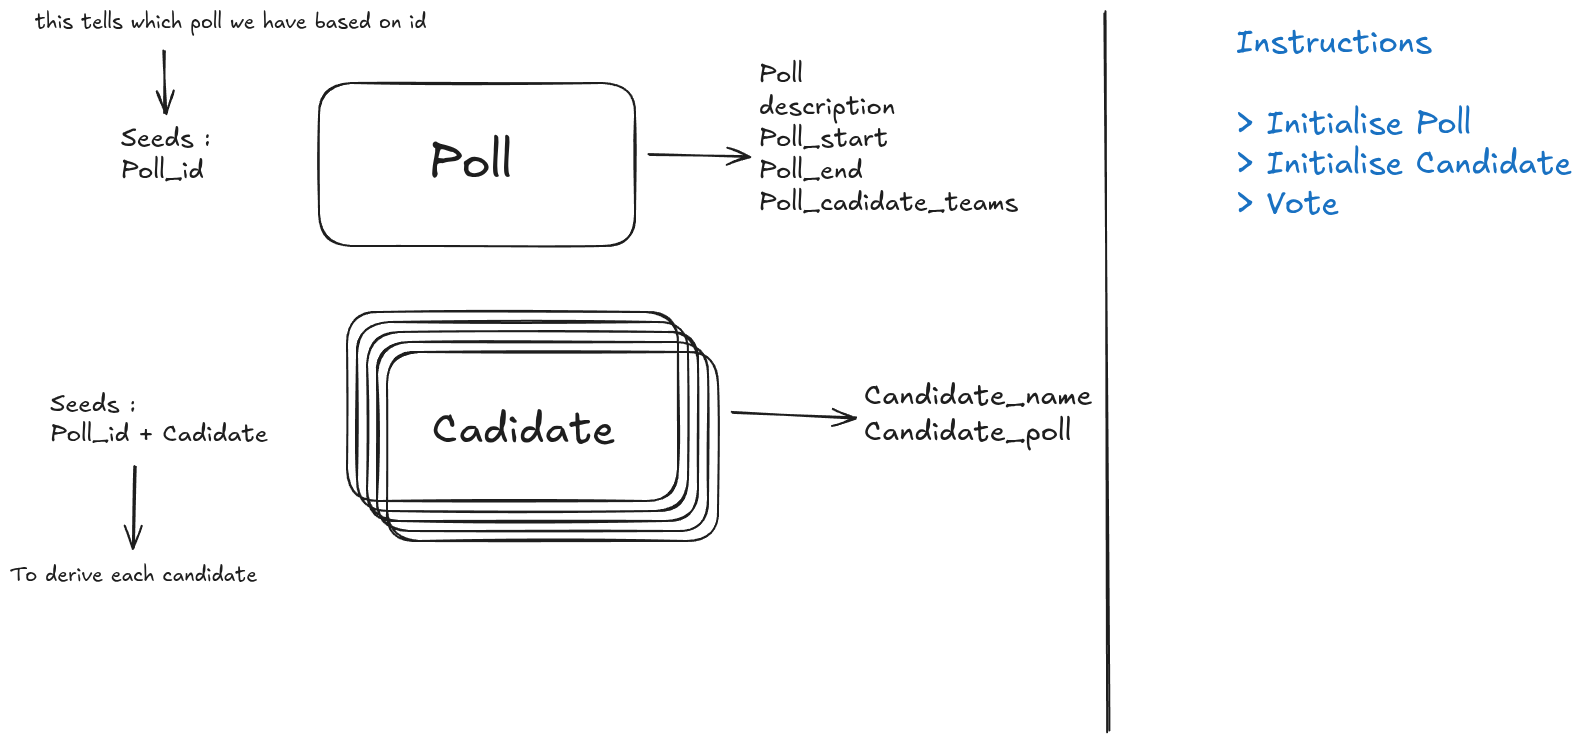 this tells which poll we have based on id
Seeds :
Poll_id
Poll
Poll
description
Poll_start
Poll_end
Poll_cadidate_teams
Seeds :
Poll_id + Cadidate
To derive each candidate
Cadidate
Candidate_name
Candidate_poll
Instructions
> Initialise Poll
> Initialise Candidate
> Vote